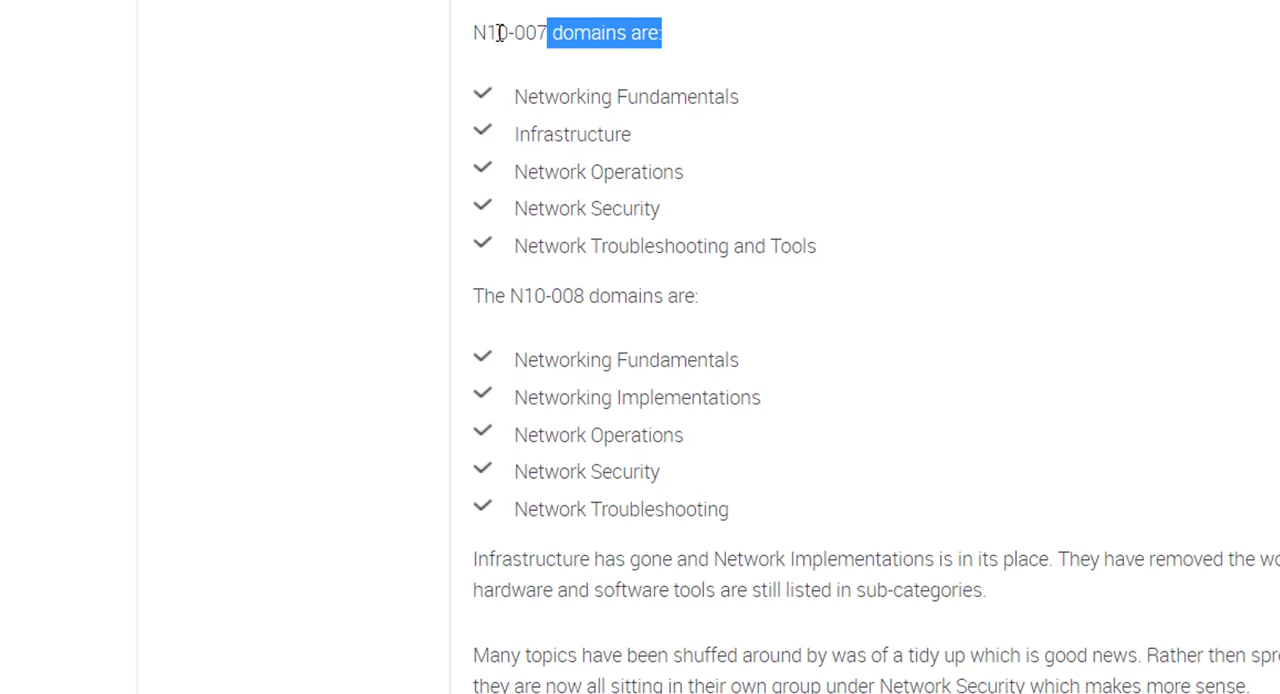 N10-007 domains are:
Networking Fundamentals
Infrastructure
Network Operations
Network Security
Network Troubleshooting and Tools
The N10-008 domains are:
Networking Fundamentals
Networking Implementations
Network Operations
Network Security
Network Troubleshooting
Infrastructure has gone and Network Implementations is in its place. They have removed the
hardware and software tools are still listed in sub-categories.
Many topics have been shuffed around by was of a tidy up which is good news. Rather then
they are now all sitting in their own group under Network Security which makes more sense.